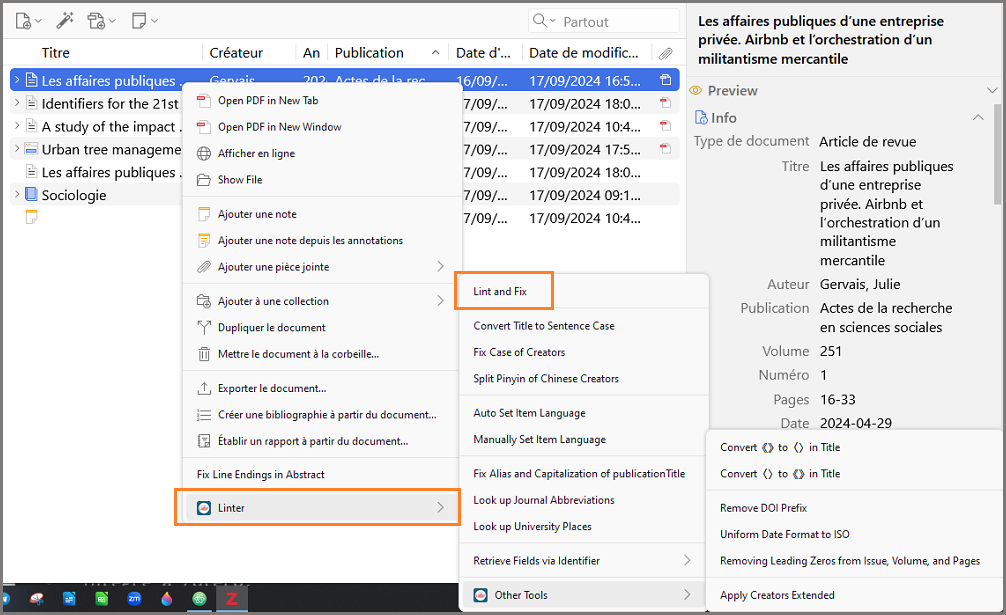 Partout
Titre
Créateur
An
Publication
Date d'...
Date de modific...
Les affaires publiques ...
Gervais
202
Actes de la rec
16/09/...
17/09/2024 16:5...
Identifiers for the 21st
17/09/...
17/09/2024 18:0...
A study of the impact ...
17/09/...
17/09/2024 10:4...
Urban tree manageme
17/09/...
17/09/2024 17:5...
Les affaires publiques ...
17/09/...
17/09/2024 18:0...
Sociologie
17/09/...
17/09/2024 09:1...
17/09/...
17/09/2024 10:4...
Open PDF in New Tab
Open PDF in New Window
Afficher en ligne
Show File
Ajouter une note
Ajouter une note depuis les annotations
Ajouter une pièce jointe
Ajouter à une collection
Dupliquer le document
Mettre le document à la corbeille...
Exporter le document...
Créer une bibliographie à partir du document...
Établir un rapport à partir du document...
Fix Line Endings in Abstract
Linter
Lint and Fix
Convert Title to Sentence Case
Fix Case of Creators
Split Pinyin of Chinese Creators
Auto Set Item Language
Manually Set Item Language
Fix Alias and Capitalization of publicationTitle
Look up Journal Abbreviations
Look up University Places
Retrieve Fields via Identifier
Other Tools
Convert 《》 to 〈〉 in Title
Convert 〈〉 to 《》 in Title
Remove DOI Prefix
Uniform Date Format to ISO
Removing Leading Zeros from Issue, Volume, and Pages
Apply Creators Extended
Les affaires publiques d’une entreprise
privée. Airbnb et l’orchestration d’un
militantisme mercantile
Preview
Info
Type de document Article de revue
Titre Les affaires publiques
d’une entreprise
privée. Airbnb et
l’orchestration d’un
militantisme
mercantile
Auteur Gervais, Julie
Publication Actes de la recherche
en sciences sociales
Volume 251
Numéro 1
Pages 16-33
Date 2024-04-29
zm
Z